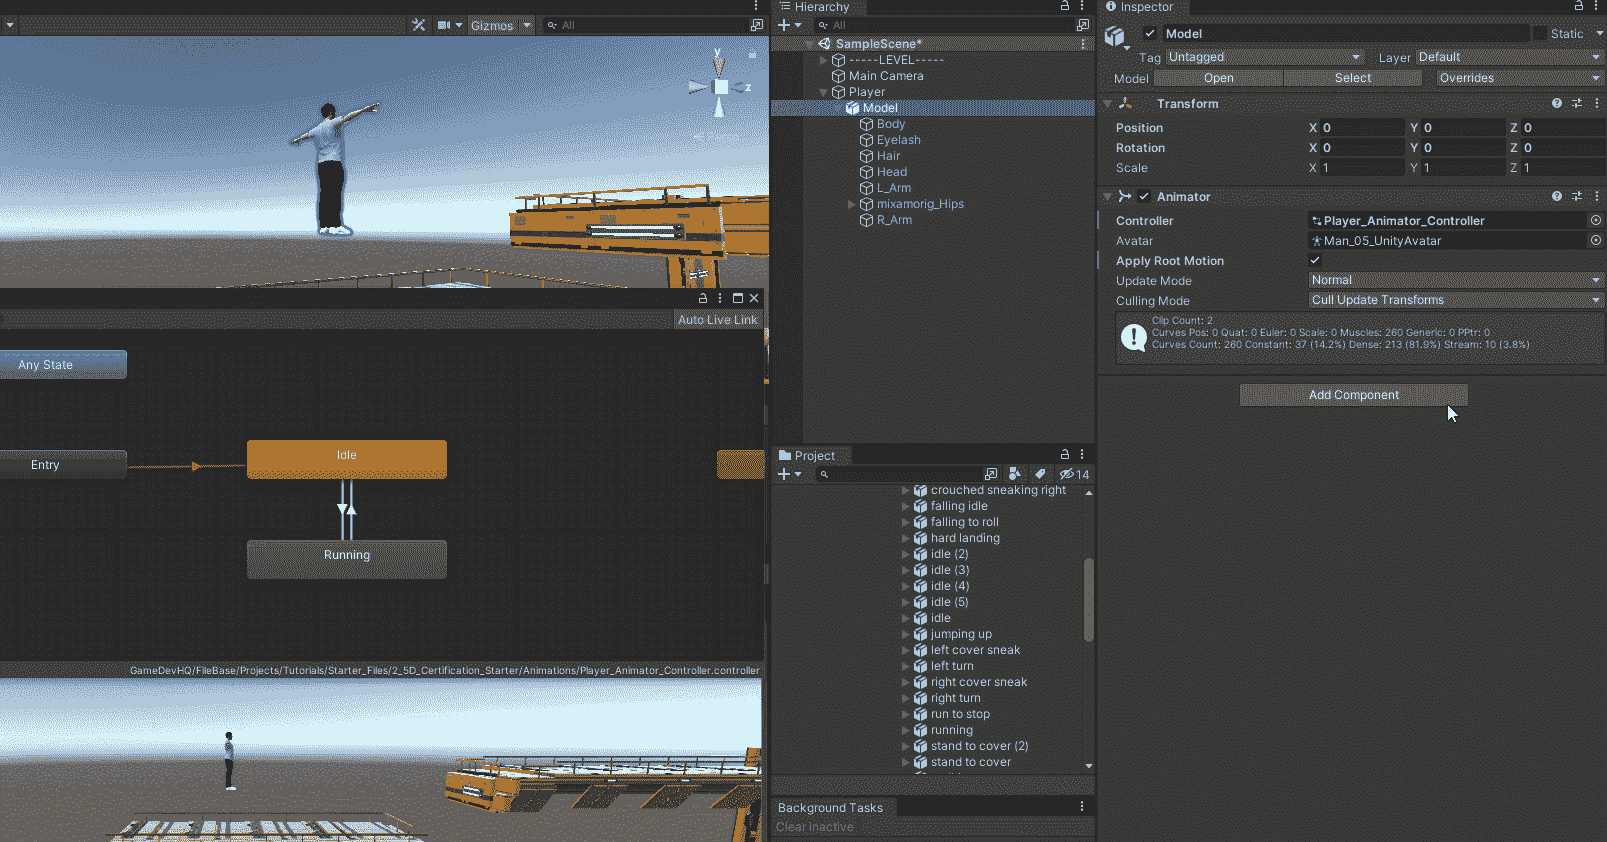 Gizmos
All
y
z
Persp
Auto Live Link
Any State
Entry
Idle
Running
GameDevHQ/FileBase/Projects/Tutorials/Starter_Files/2_5D_Certification_Starter/Animations/Player_Animator_Controller.controller
Hierarchy
All
SampleScene*
-----LEVEL-----
Main Camera
Player
Model
Body
Eyelash
Hair
Head
L_Arm
mixamorig_Hips
R_Arm
Project
14
crouched sneaking right
falling idle
falling to roll
hard landing
idle (2)
idle (3)
idle (4)
idle (5)
idle
jumping up
left cover sneak
left turn
right cover sneak
right turn
run to stop
running
stand to cover (2)
stand to cover
Background Tasks
Clear Inactive
Inspector
Model
Static
Tag Untagged Layer Default
Model Open Select Overrides
Transform
Position X 0 Y 0 Z 0
Rotation X 0 Y 0 Z 0
Scale X 1 Y 1 Z 1
Animator
Controller Player_Animator_Controller
Avatar Man_05_UnityAvatar
Apply Root Motion
Update Mode Normal
Culling Mode Cull Update Transforms
Clip Count: 2
Curves Pos: 0 Quat: 0 Euler: 0 Scale: 0 Muscles: 260 Generic: 0 PPtr: 0
Curves Count: 260 Constant: 37 (14.2%) Dense: 213 (81.9%) Stream: 10 (3.8%)
Add Component